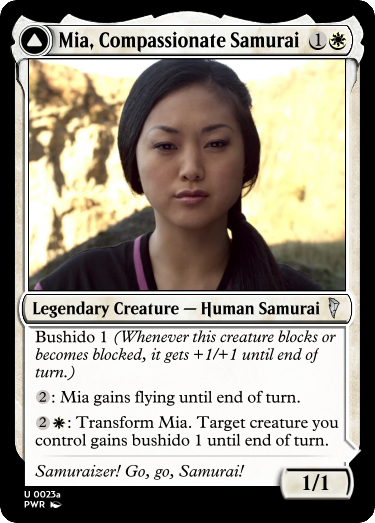 Mia, Compassionate Samurai 1
Legendary Creature — Human Samurai
Bushido 1 (Whenever this creature blocks or
becomes blocked, it gets +1/+1 until end of
turn.)
2: Mia gains flying until end of turn.
2 : Transform Mia. Target creature you
control gains bushido 1 until end of turn.
Samuraizer! Go, go, Samurai!
1/1
U 0023a
PWR